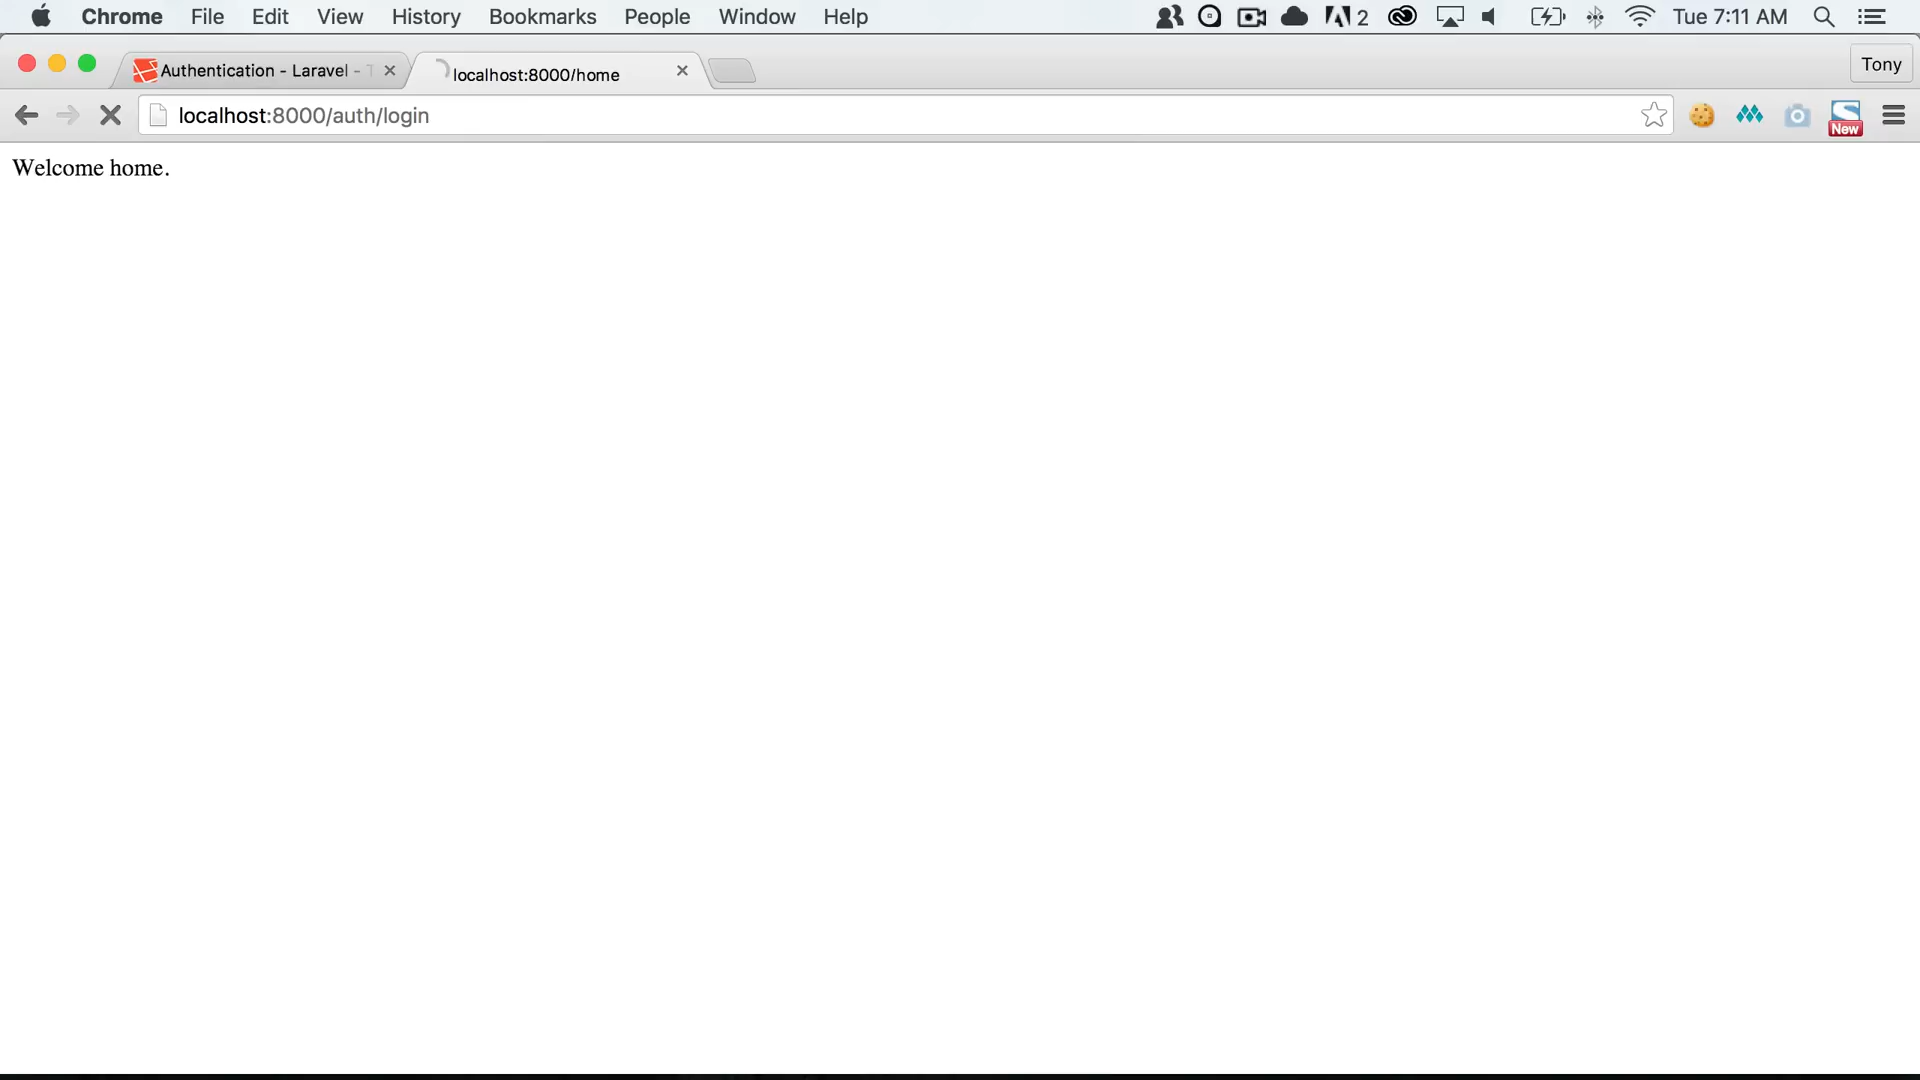 Chrome File Edit View History Bookmarks People Window Help 2 Tue 7:11 AM
Authentication - Laravel - localhost:8000/home Tony
localhost:8000/auth/login New
Welcome home.